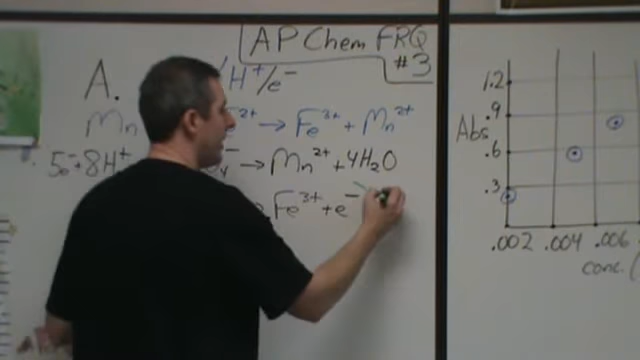 AP Chem FRQ
#3
A. /H⁺/e⁻
Mn 2+ → Fe³⁺ + Mn²⁺
5e⁻ + 8H⁺ 4⁻ → Mn²⁺ + 4H₂O
→ Fe³⁺ + e⁻
1.2
.9
Abs
.6
.3
.002 .004 .006
conc. (